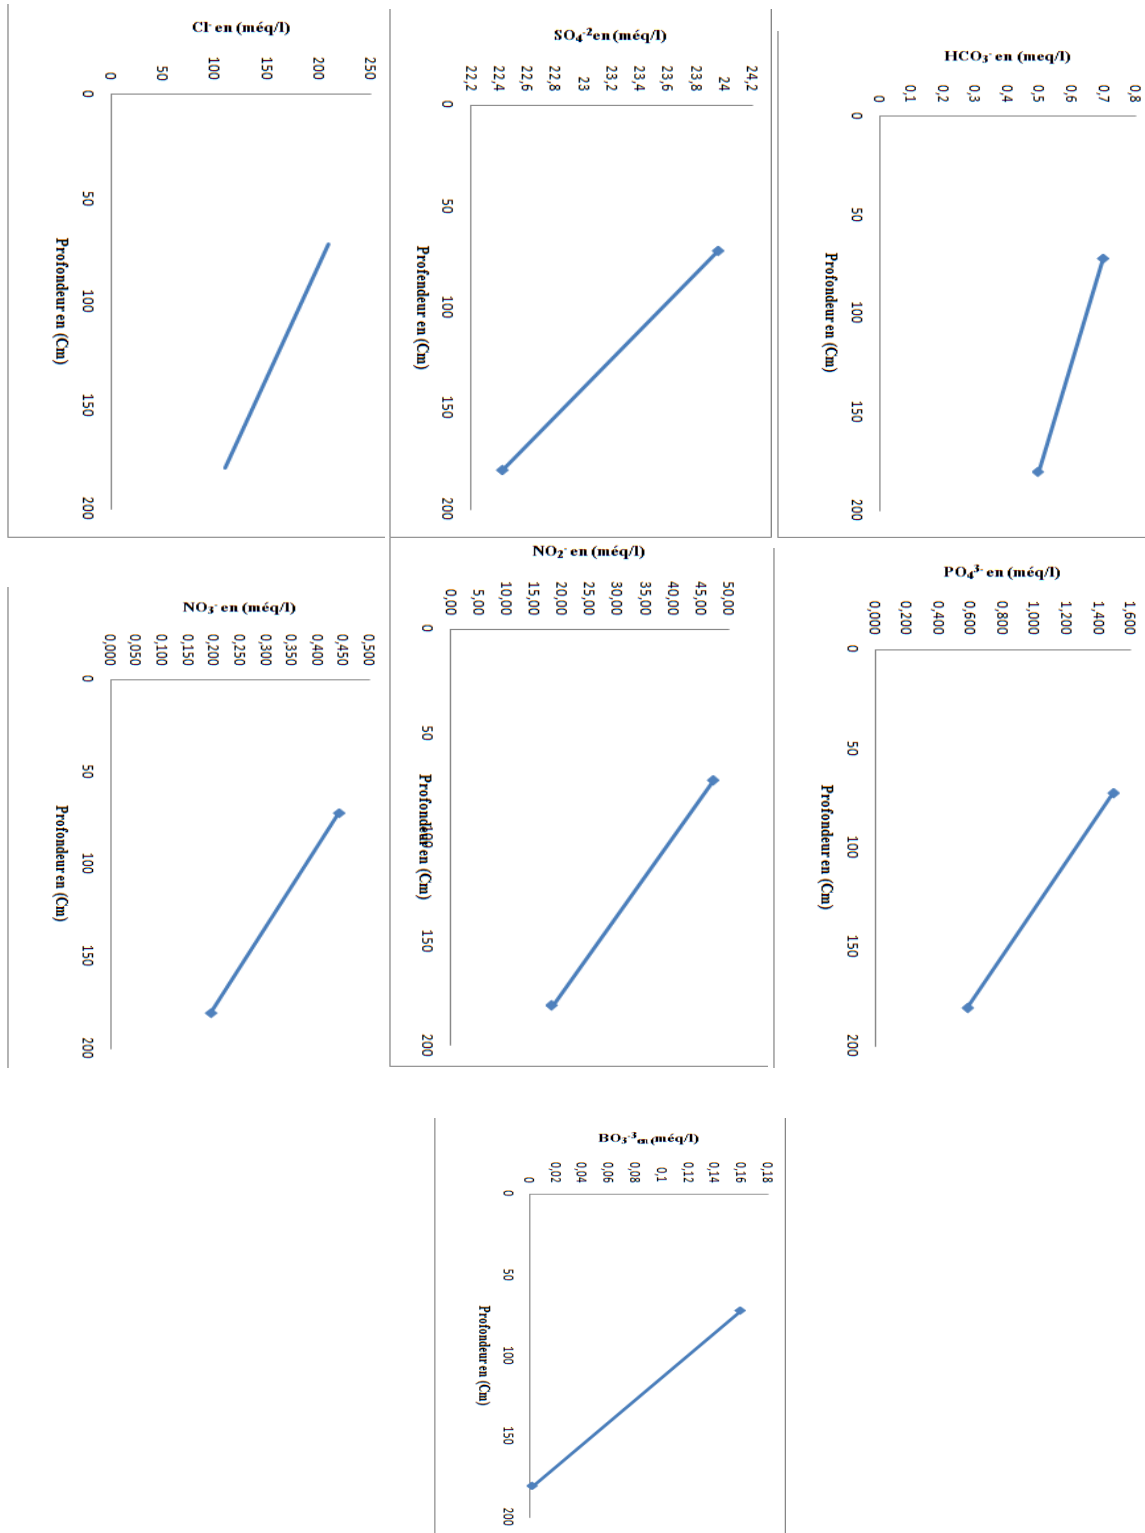 Cl⁻ en (méq/l)
0 50 100 150 200 250
0 50 100 150 200
Profondeur en (Cm)
SO₄⁻²en (méq/l)
22,2 22,4 22,6 22,8 23 23,2 23,4 23,6 23,8 24 24,2
0 50 100 150 200
Profendeur en (Cm)
HCO₃⁻ en (meq/l)
0 0,1 0,2 0,3 0,4 0,5 0,6 0,7 0,8
0 50 100 150 200
Profondeur en (Cm)
NO₃⁻ en (méq/l)
0,000 0,050 0,100 0,150 0,200 0,250 0,300 0,350 0,400 0,450 0,500
0 50 100 150 200
Profondeur en (Cm)
NO₂⁻ en (méq/l)
0,00 5,00 10,00 15,00 20,00 25,00 30,00 35,00 40,00 45,00 50,00
0 50 100 150 200
Profondeur en (Cm)
PO₄³⁻ en (méq/l)
0,000 0,200 0,400 0,600 0,800 1,000 1,200 1,400 1,600
0 50 100 150 200
Profondeur en (Cm)
BO₃⁻³ en (méq/l)
0 0,02 0,04 0,06 0,08 0,1 0,12 0,14 0,16 0,18
0 50 100 150 200
Profondeur en (Cm)